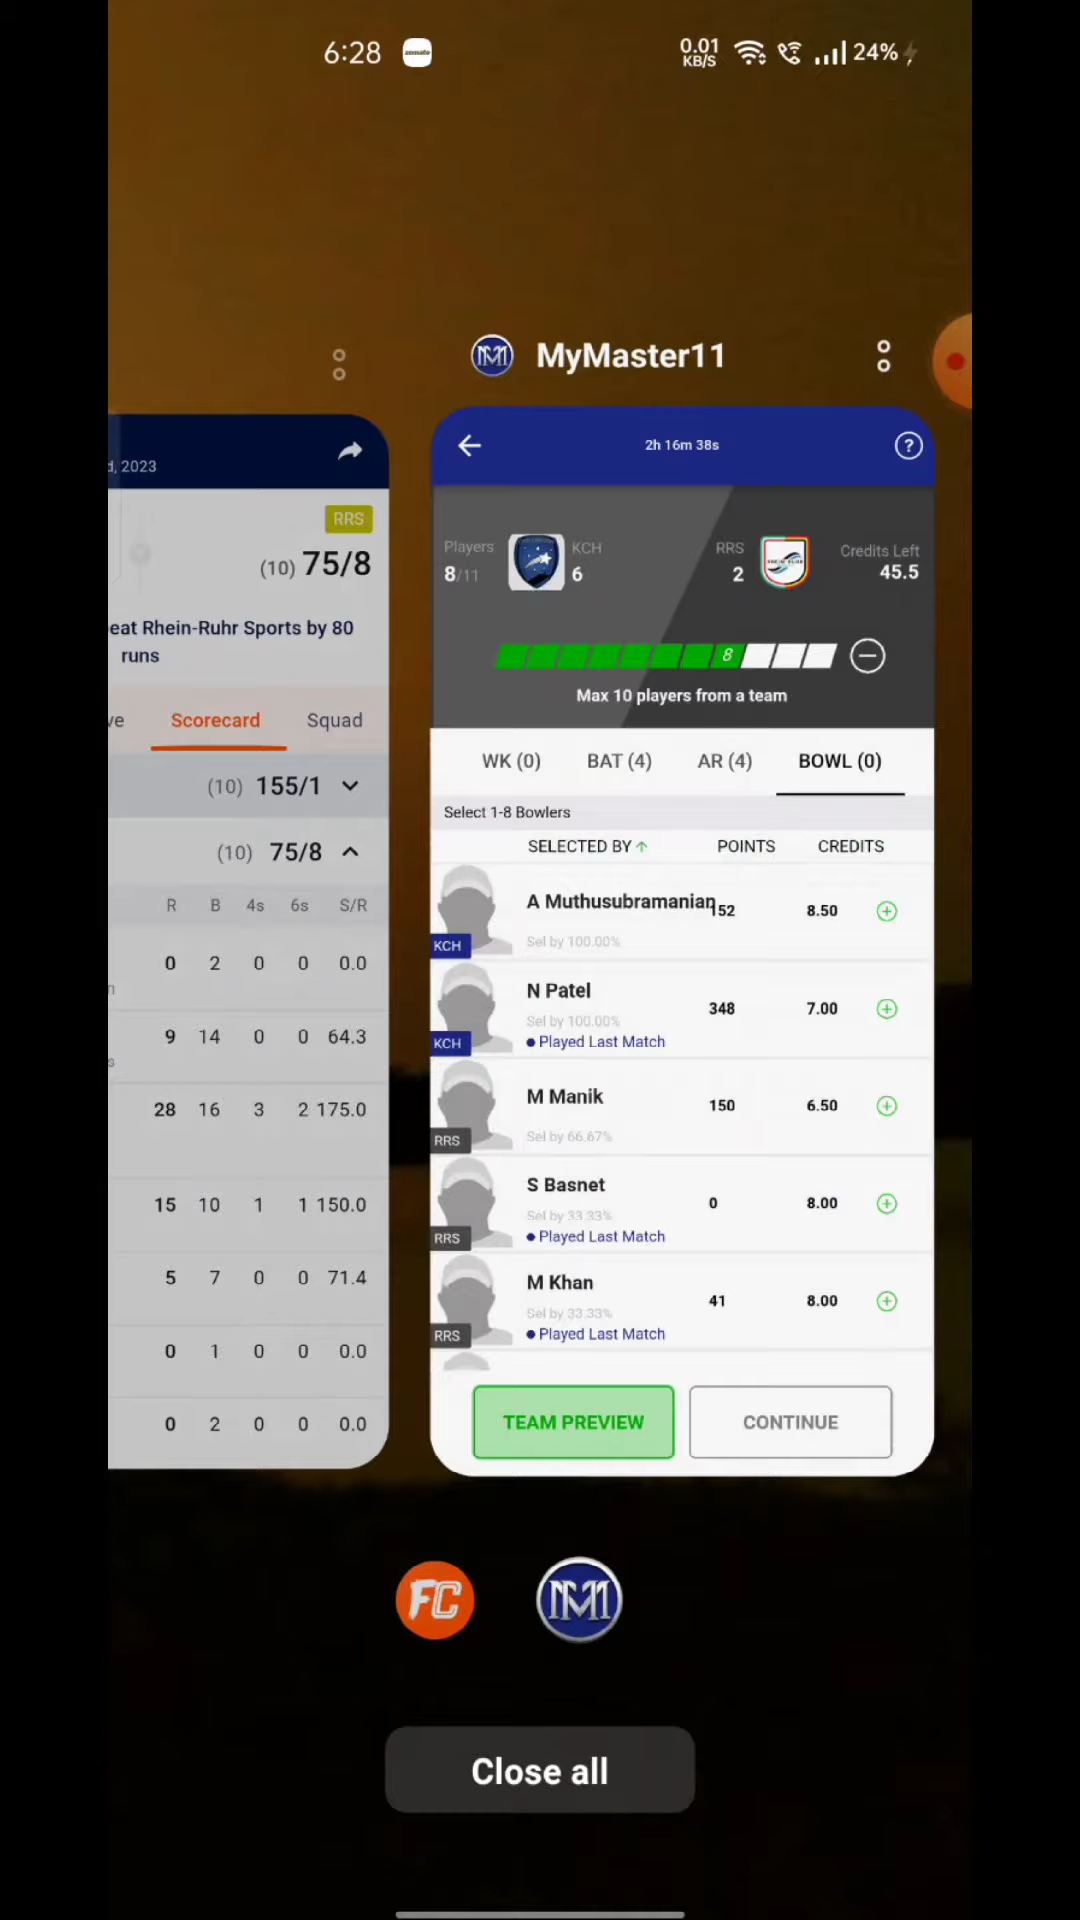 6:28
zomato
0.01
KB/S
24%
MyMaster11
d, 2023
RRS
(10) 75/8
eat Rhein-Ruhr Sports by 80
runs
ve Scorecard Squad
(10) 155/1
(10) 75/8
R B 4s 6s S/R
0 2 0 0 0.0
n
9 14 0 0 64.3
s
28 16 3 2 175.0
15 10 1 1 150.0
5 7 0 0 71.4
0 1 0 0 0.0
0 2 0 0 0.0
2h 16m 38s
?
Players
8/11
KCH
6
RRS
2
Credits Left
45.5
8
Max 10 players from a team
WK (0) BAT (4) AR (4) BOWL (0)
Select 1-8 Bowlers
SELECTED BY POINTS CREDITS
A Muthusubramanian 152 8.50
Sel by 100.00%
KCH
N Patel
348 7.00
Sel by 100.00%
Played Last Match
KCH
M Manik
150 6.50
Sel by 66.67%
RRS
S Basnet
0 8.00
Sel by 33.33%
Played Last Match
RRS
M Khan
41 8.00
Sel by 33.33%
Played Last Match
RRS
TEAM PREVIEW CONTINUE
FC
M
Close all